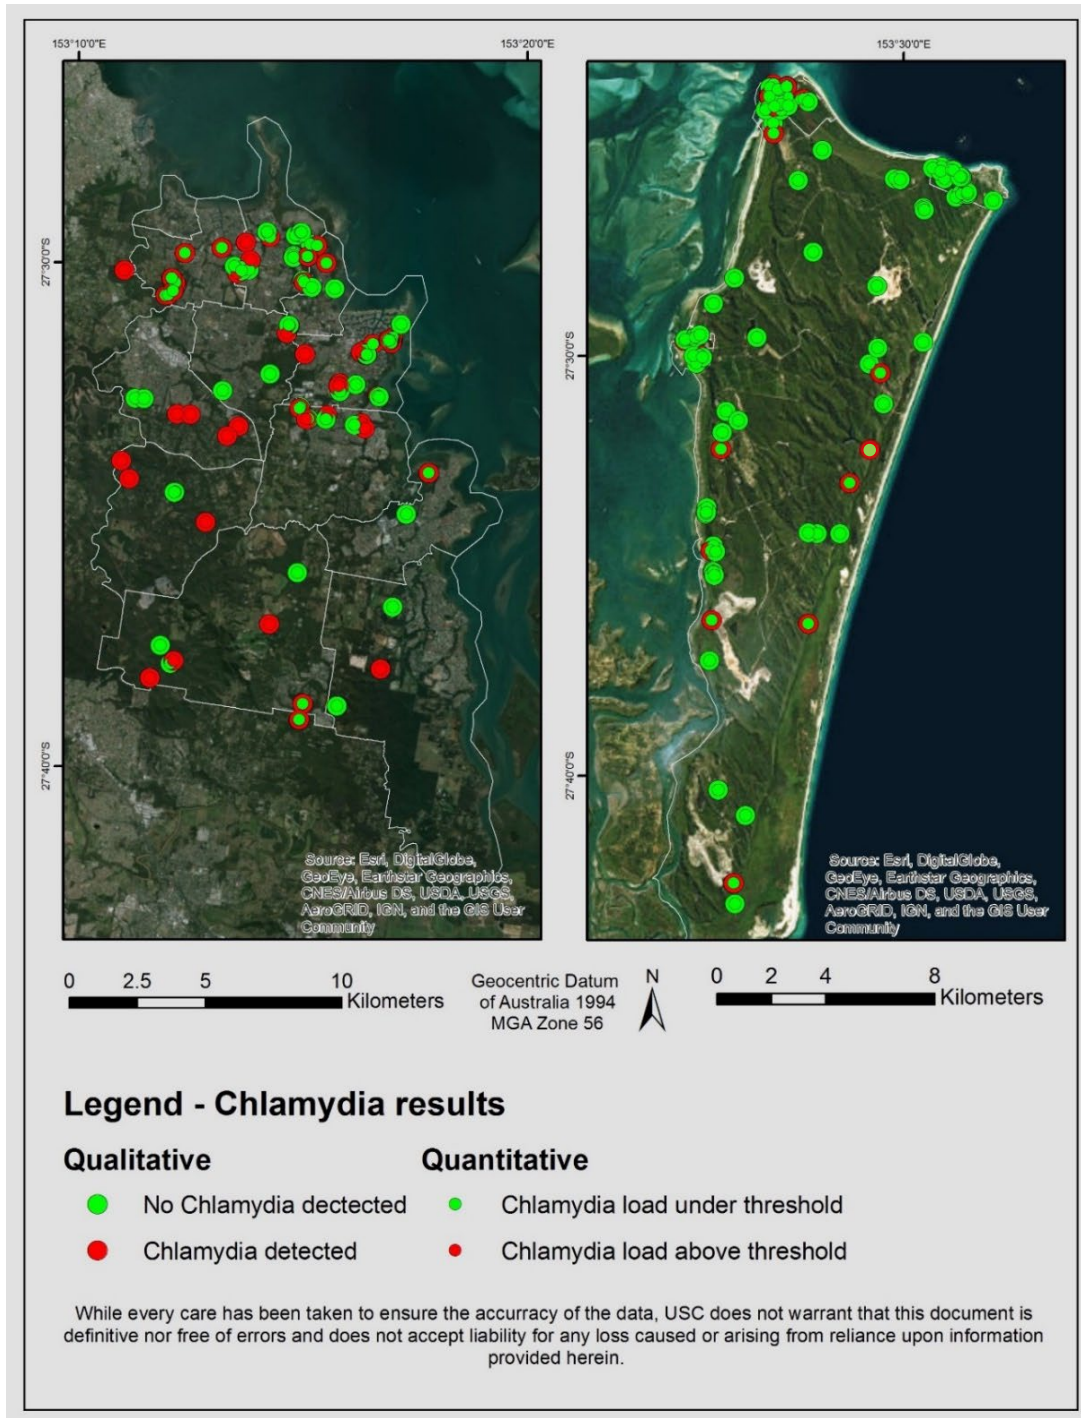 153°10'0"E
153°20'0"E
153°30'0"E
27°30'0"S
27°40'0"S
27°30'0"S
27°40'0"S
Source: Esri, DigitalGlobe,
GeoEye, Earthstar Geographics,
CNES/Airbus DS, USDA, USGS,
AeroGRID, IGN, and the GIS User
Community
Source: Esri, DigitalGlobe,
GeoEye, Earthstar Geographics,
CNES/Airbus DS, USDA, USGS,
AeroGRID, IGN, and the GIS User
Community
0 2.5 5 10
Kilometers
Geocentric Datum
of Australia 1994
MGA Zone 56
N
0 2 4 8
Kilometers
Legend - Chlamydia results
Qualitative
No Chlamydia dectected
Chlamydia detected
Quantitative
Chlamydia load under threshold
Chlamydia load above threshold
While every care has been taken to ensure the accurracy of the data, USC does not warrant that this document is
definitive nor free of errors and does not accept liability for any loss caused or arising from reliance upon information
provided herein.